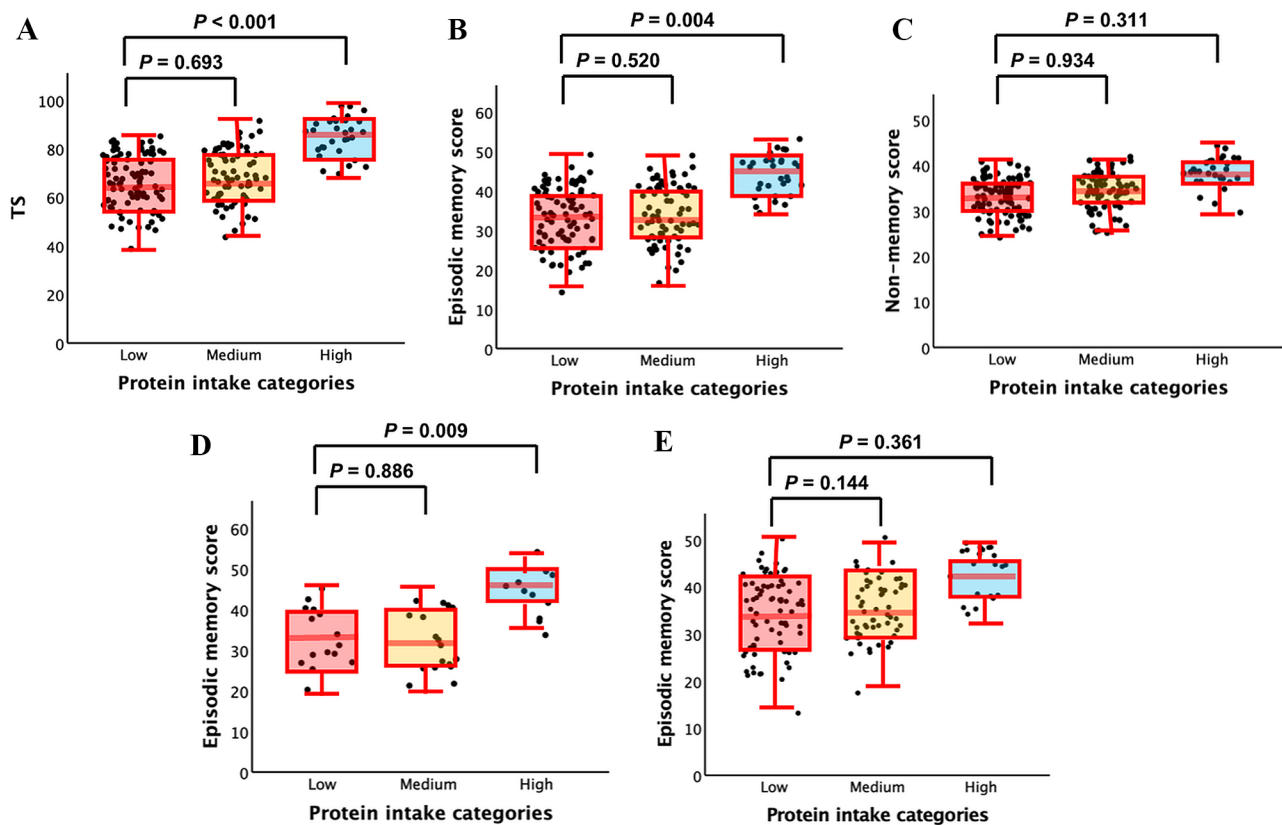 A
P < 0.001
P = 0.693
TS
100
80
60
40
20
0
Low Medium High
Protein intake categories
B
P = 0.004
P = 0.520
Episodic memory score
60
50
40
30
20
10
0
Low Medium High
Protein intake categories
C
P = 0.311
P = 0.934
Non-memory score
50
40
30
20
10
0
Low Medium High
Protein intake categories
D
P = 0.009
P = 0.886
Episodic memory score
60
50
40
30
20
10
0
Low Medium High
Protein intake categories
E
P = 0.361
P = 0.144
Episodic memory score
50
40
30
20
10
0
Low Medium High
Protein intake categories